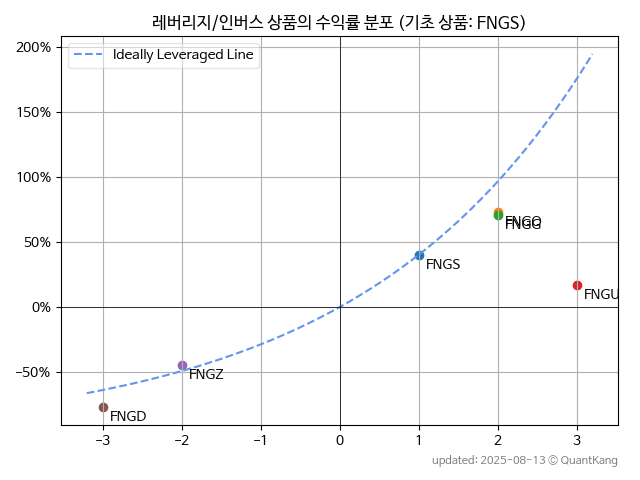 레버리지/인버스 상품의 수익률 분포 (기초 상품: FNGS)
Ideally Leveraged Line
200%
150%
100%
50%
0%
−50%
FNGO
FNGG
FNGS
FNGU
FNGZ
FNGD
−3 −2 −1 0 1 2 3
updated: 2025-08-13 © QuantKang